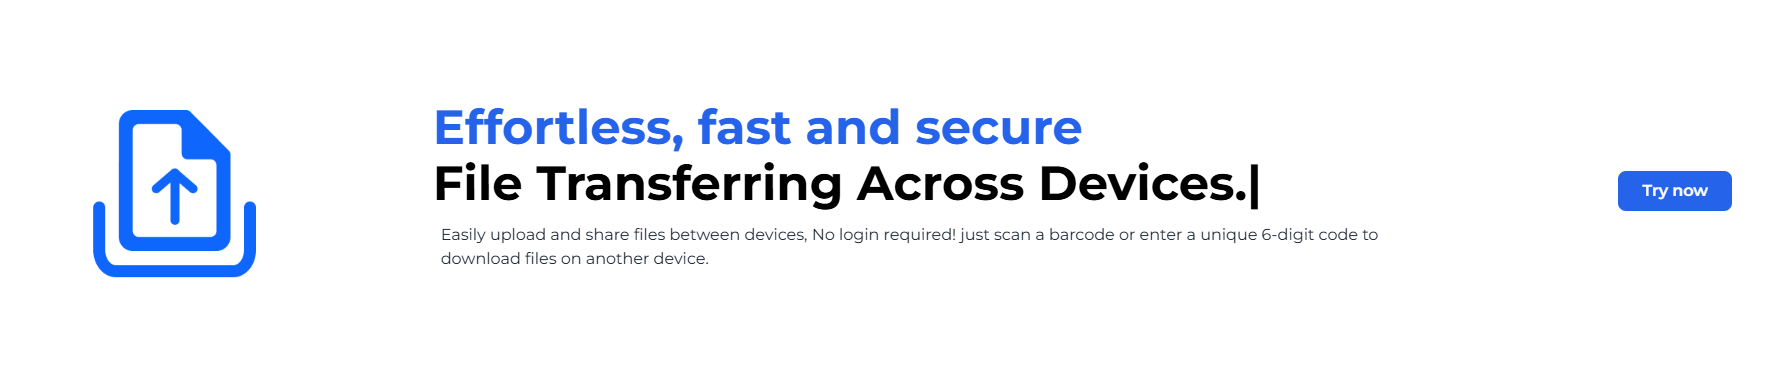 Effortless, fast and secure
File Transferring Across Devices.|
Easily upload and share files between devices, No login required! just scan a barcode or enter a unique 6-digit code to
download files on another device.
Try now